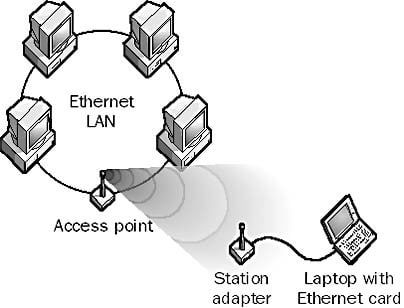 Ethernet
LAN
Access point
Station
adapter
Laptop with
Ethernet card